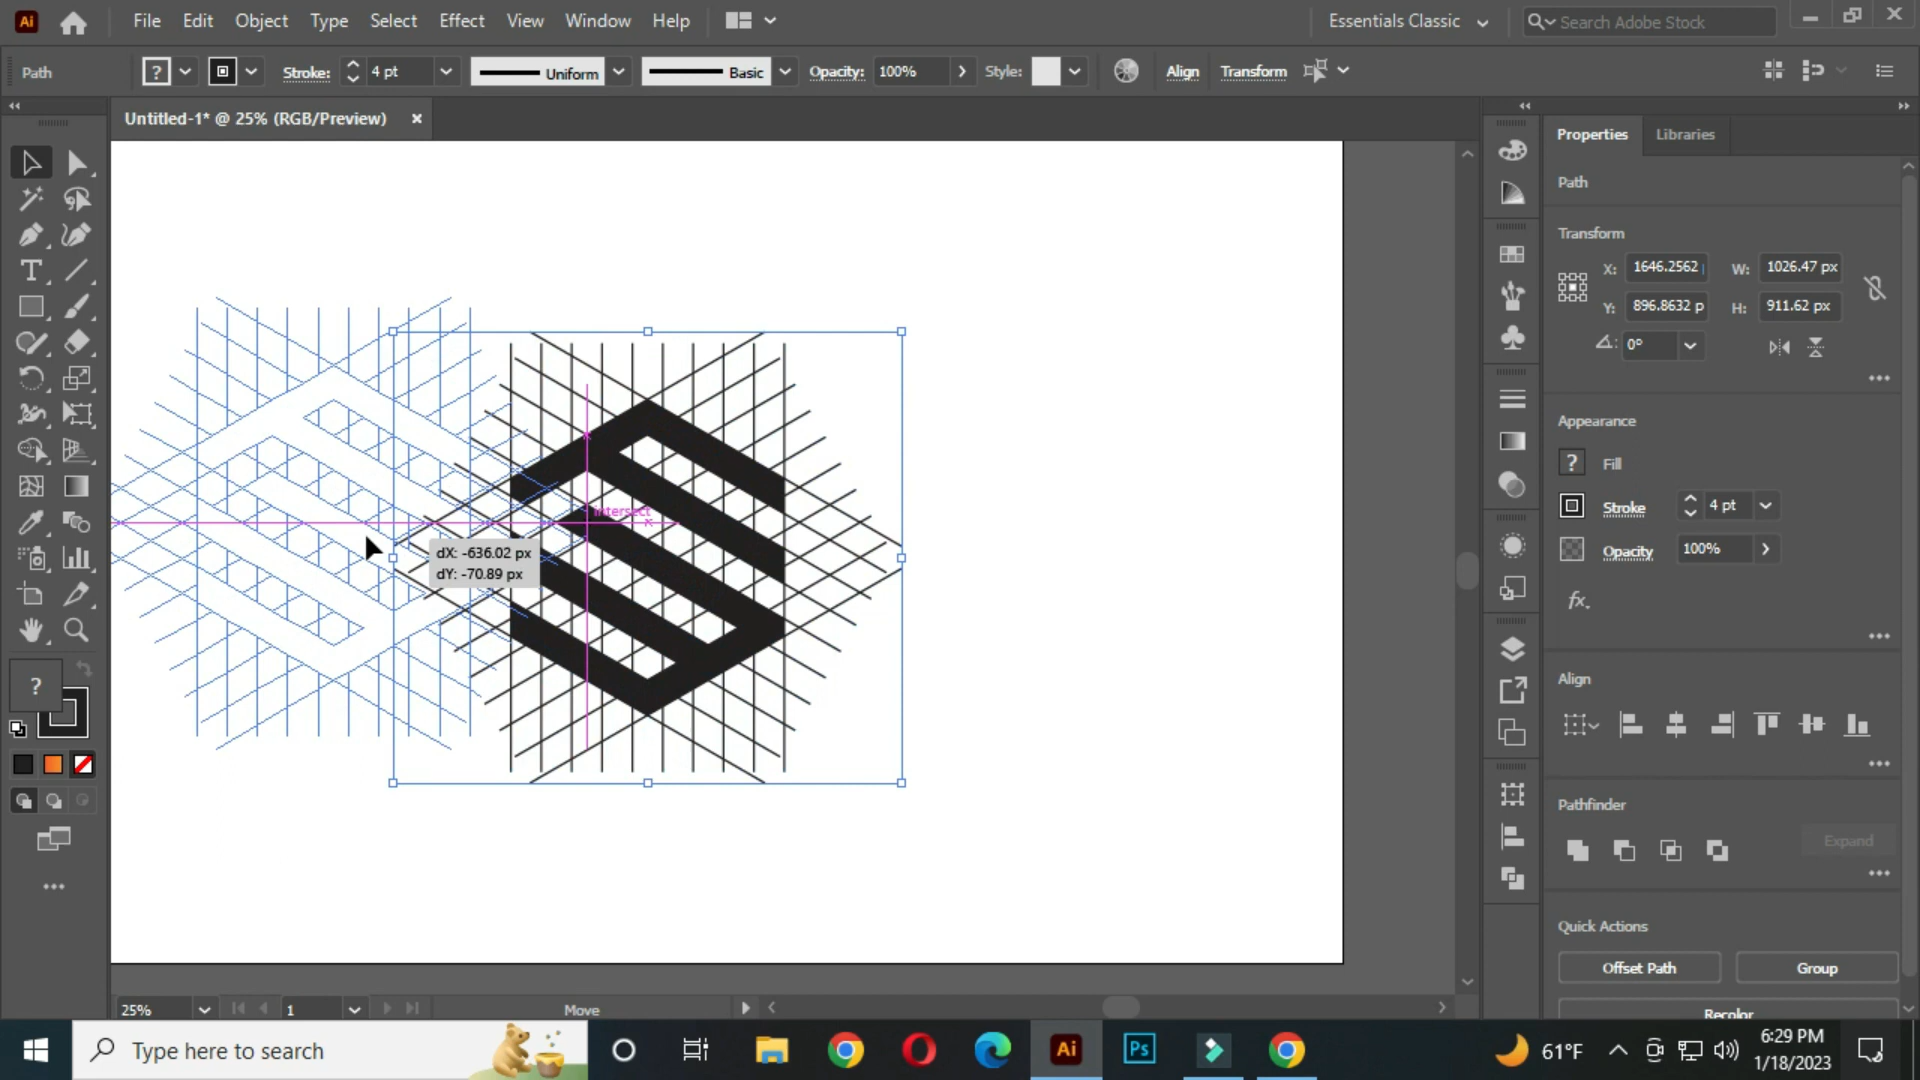 Ai File Edit Object Type Select Effect View Window Help Essentials Classic Search Adobe Stock
Path ? Stroke: 4 pt Uniform Basic Opacity: 100% Style: Align Transform
Untitled-1* @ 25% (RGB/Preview)
Properties Libraries
Path
Transform
X: 1646.2562 W: 1026.47 px
Y: 896.8632 p H: 911.62 px
0°
Appearance
? Fill
Stroke 4 pt
Opacity 100%
fx.
intersect
dX: -636.02 px
dY: -70.89 px
?
Align
Pathfinder
Expand
Quick Actions
Offset Path Group
Recolor
25% 1 Move
Type here to search Ai Ps 61°F
6:29 PM
1/18/2023